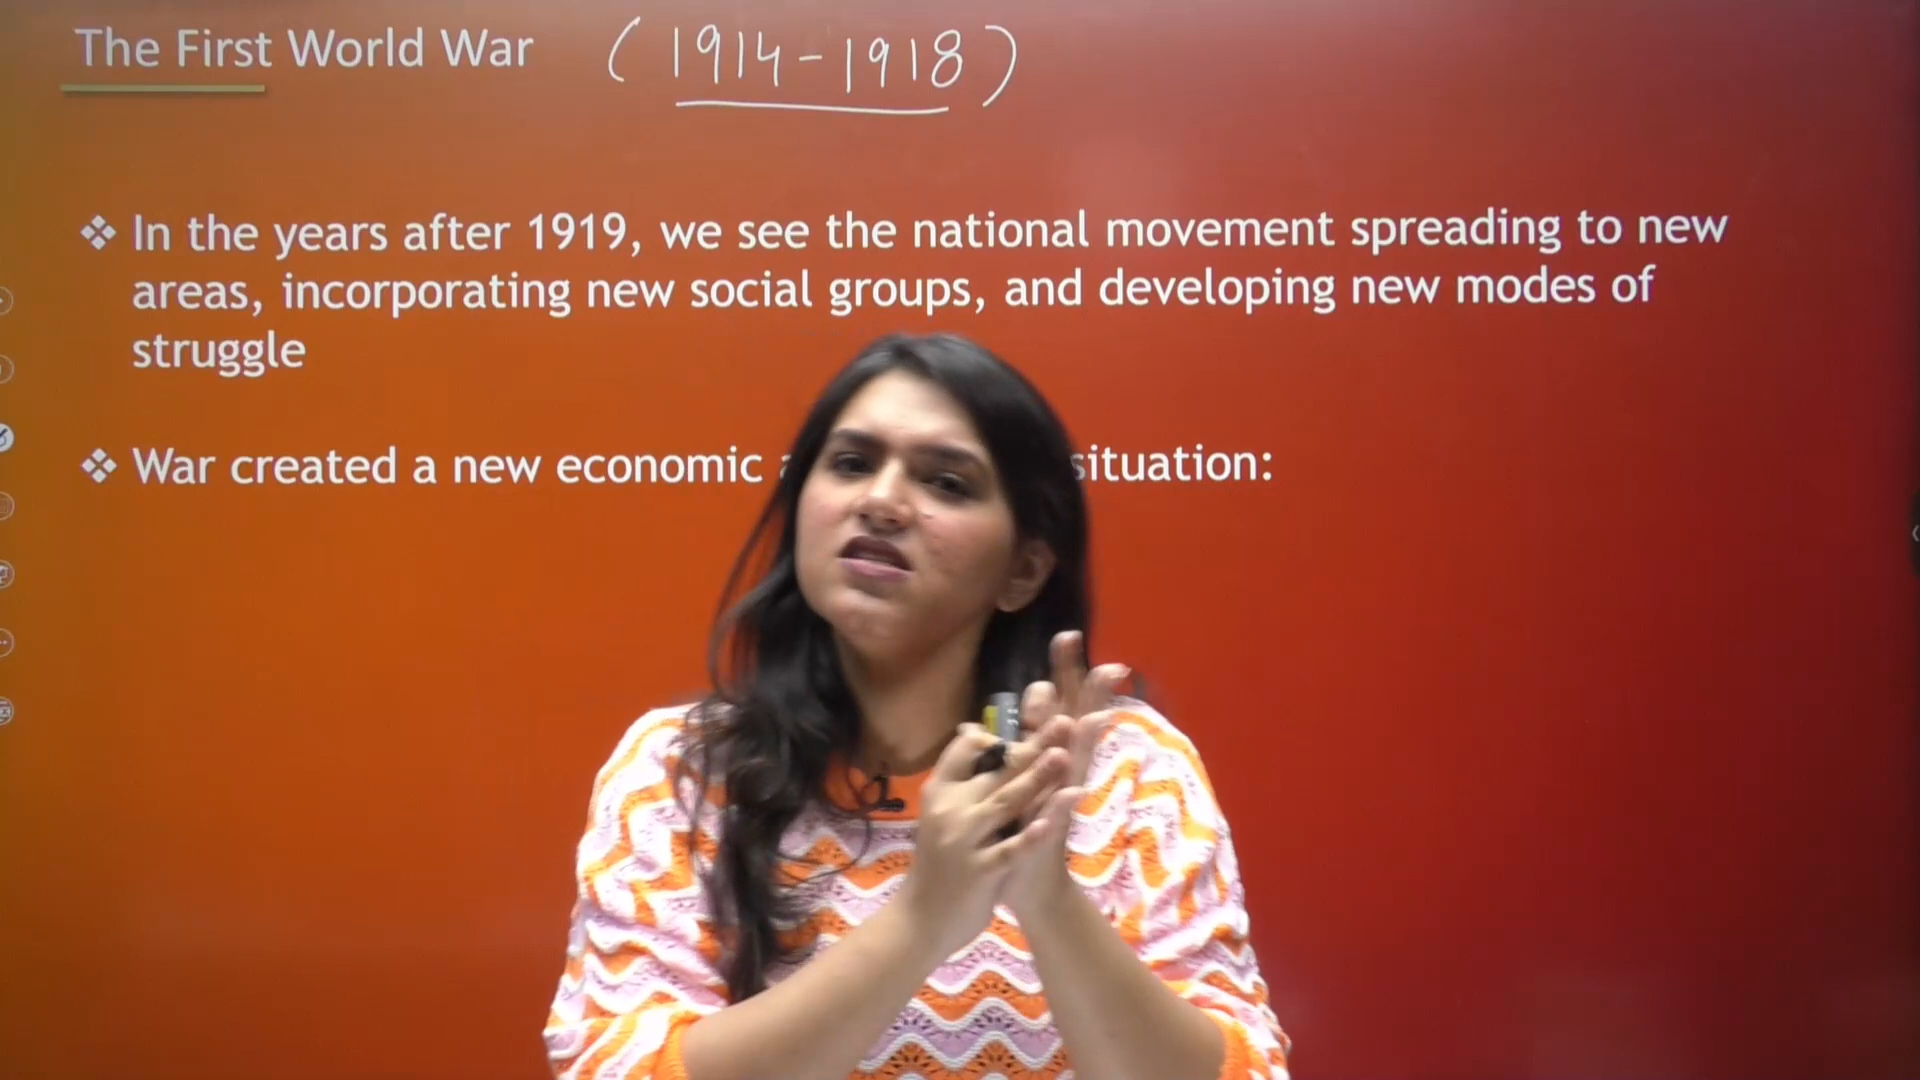 The First World War (1914-1918)
❖ In the years after 1919, we see the national movement spreading to new
areas, incorporating new social groups, and developing new modes of
struggle
❖ War created a new economic situation: